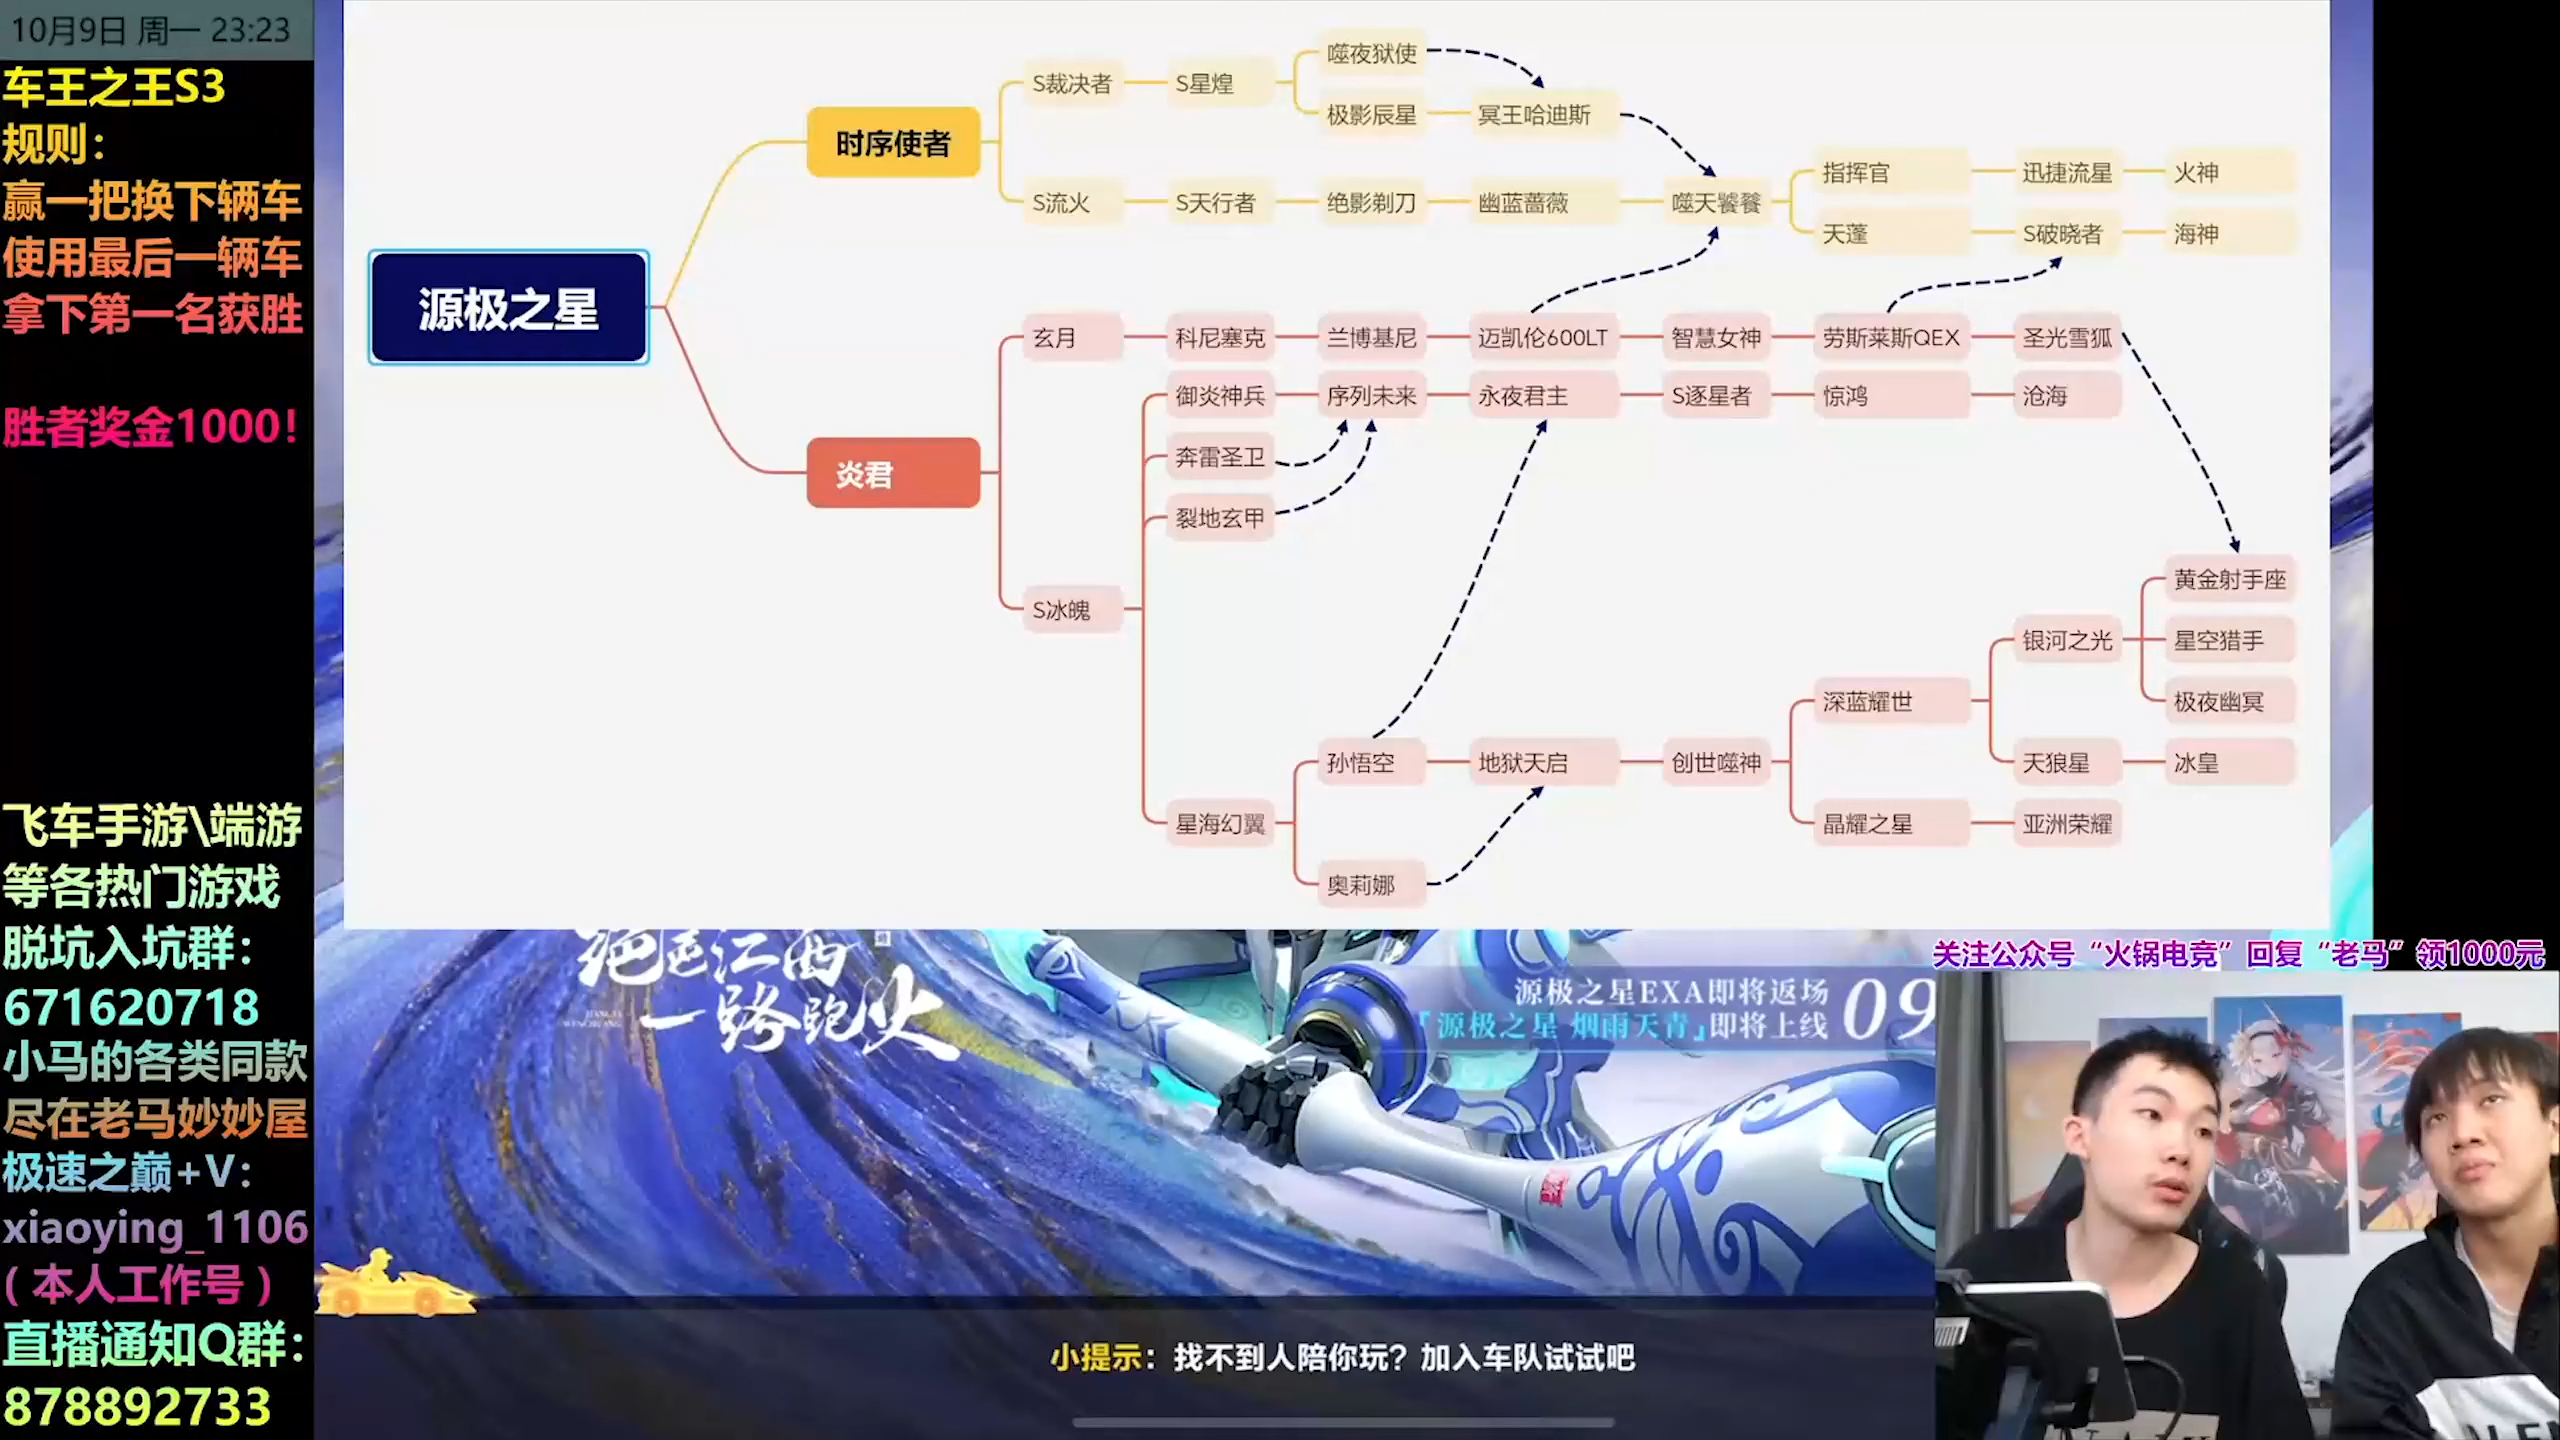 10月9日 周一 23:23
车王之王S3
规则：
赢一把换下辆车
使用最后一辆车
拿下第一名获胜
胜者奖金1000！
飞车手游\端游
等各热门游戏
脱坑入坑群：
671620718
小马的各类同款
尽在老马妙妙屋
极速之巅+V：
xiaoying_1106
（本人工作号）
直播通知Q群：
878892733
源极之星
时序使者
S裁决者
S星煌
噬夜狱使
极影辰星
冥王哈迪斯
S流火
S天行者
绝影剃刀
幽蓝蔷薇
噬天饕餮
指挥官
迅捷流星
火神
天蓬
S破晓者
海神
炎君
玄月
科尼塞克
兰博基尼
迈凯伦600LT
智慧女神
劳斯莱斯QEX
圣光雪狐
御炎神兵
序列未来
永夜君主
S逐星者
惊鸿
沧海
奔雷圣卫
裂地玄甲
S冰魄
星海幻翼
孙悟空
地狱天启
创世噬神
深蓝耀世
银河之光
黄金射手座
星空猎手
极夜幽冥
天狼星
冰皇
晶耀之星
亚洲荣耀
奥莉娜
绝色江西
一路跑火
源极之星EXA即将返场
『源极之星 烟雨天青』即将上线
09
关注公众号“火锅电竞”回复“老马”领1000元
小提示：找不到人陪你玩？加入车队试试吧